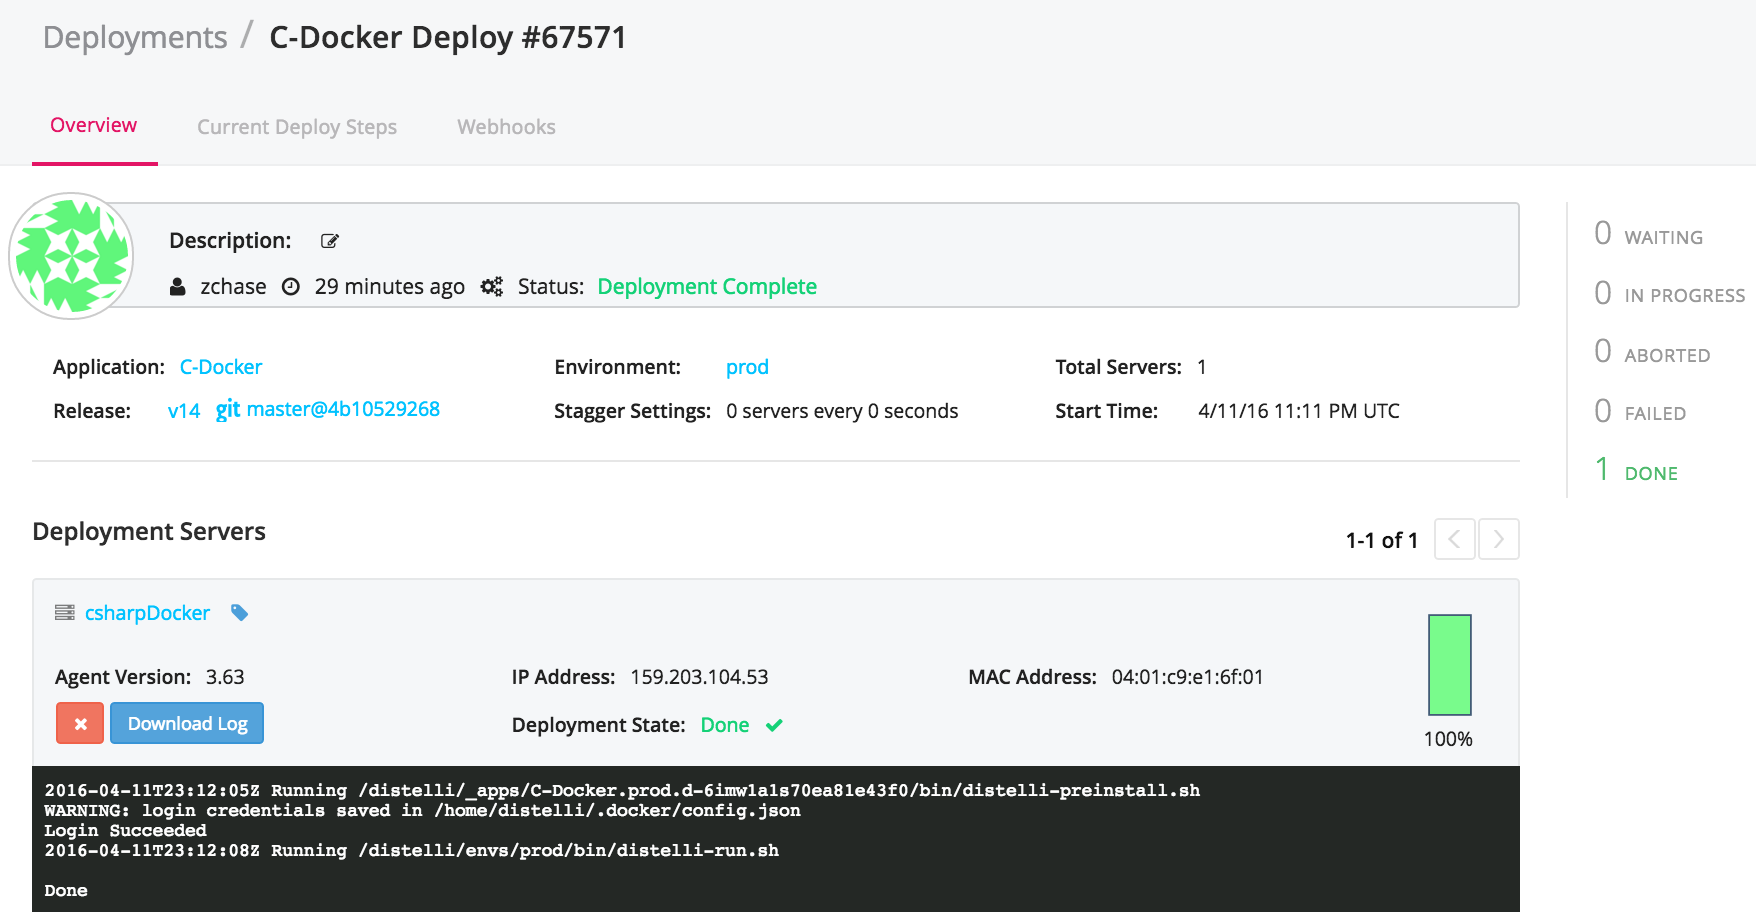 Deployments / C-Docker Deploy #67571
Overview Current Deploy Steps Webhooks
Description:
zchase 29 minutes ago Status: Deployment Complete
Application: C-Docker Environment: prod Total Servers: 1
Release: v14 git master@4b10529268 Stagger Settings: 0 servers every 0 seconds Start Time: 4/11/16 11:11 PM UTC
0 WAITING
0 IN PROGRESS
0 ABORTED
0 FAILED
1 DONE
Deployment Servers
1-1 of 1
csharpDocker
Agent Version: 3.63 IP Address: 159.203.104.53 MAC Address: 04:01:c9:e1:6f:01
Download Log Deployment State: Done
100%
2016-04-11T23:12:05Z Running /distelli/_apps/C-Docker.prod.d-6imw1a1s70ea81e43f0/bin/distelli-preinstall.sh
WARNING: login credentials saved in /home/distelli/.docker/config.json
Login Succeeded
2016-04-11T23:12:08Z Running /distelli/envs/prod/bin/distelli-run.sh
Done